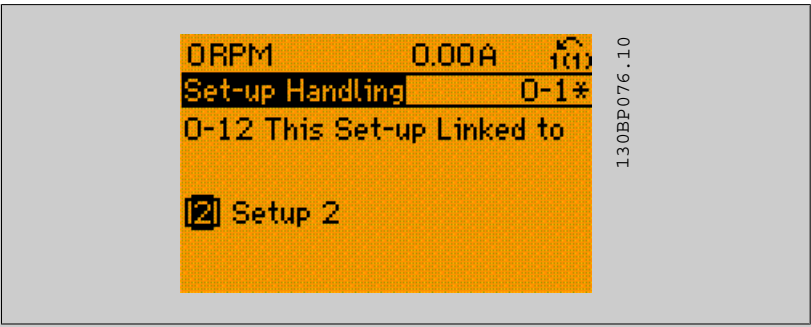 0RPM 0.00A 1(1)
Set-up Handling 0-1*
0-12 This Set-up Linked to
[2] Setup 2
130BP076.10